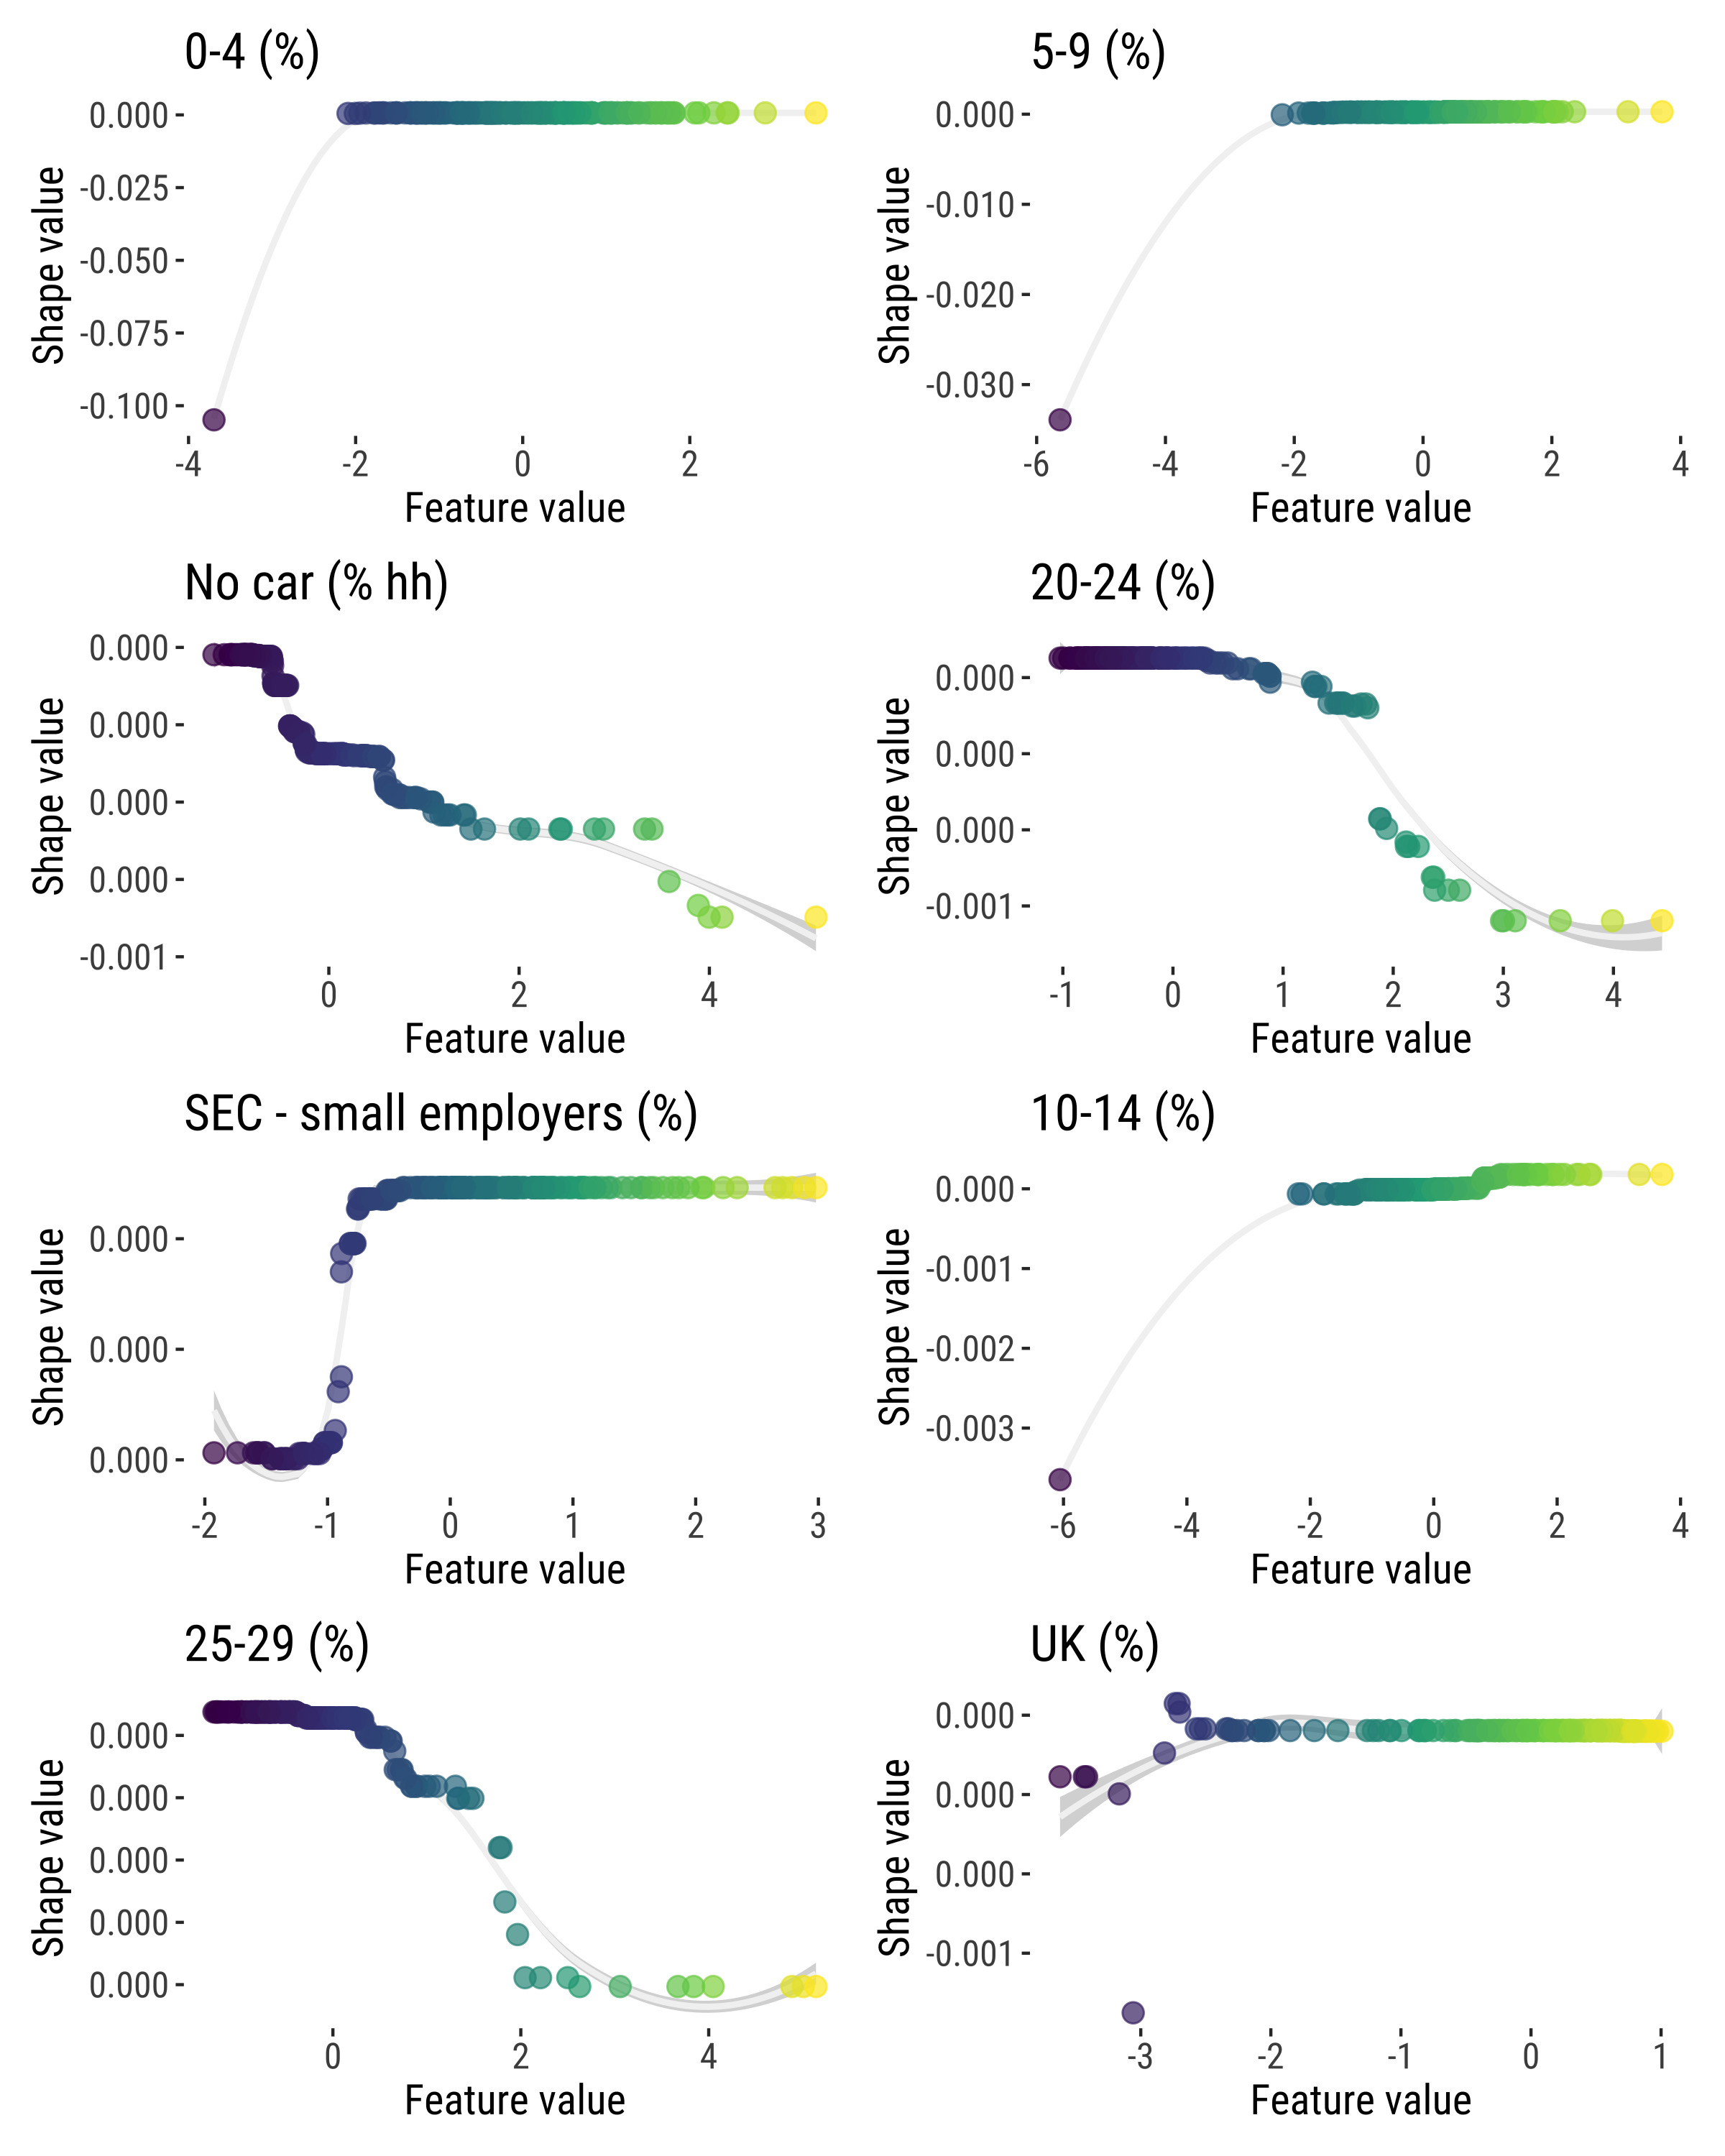 0-4 (%)
0.000
-0.025
-0.050
-0.075
-0.100
Shape value
-4 -2 0 2
Feature value
5-9 (%)
0.000
-0.010
-0.020
-0.030
Shape value
-6 -4 -2 0 2 4
Feature value
No car (% hh)
0.000
0.000
0.000
0.000
-0.001
Shape value
0 2 4
Feature value
20-24 (%)
0.000
0.000
0.000
-0.001
Shape value
-1 0 1 2 3 4
Feature value
SEC - small employers (%)
0.000
0.000
0.000
Shape value
-2 -1 0 1 2 3
Feature value
10-14 (%)
0.000
-0.001
-0.002
-0.003
Shape value
-6 -4 -2 0 2 4
Feature value
25-29 (%)
0.000
0.000
0.000
0.000
0.000
Shape value
0 2 4
Feature value
UK (%)
0.000
0.000
0.000
-0.001
Shape value
-3 -2 -1 0 1
Feature value